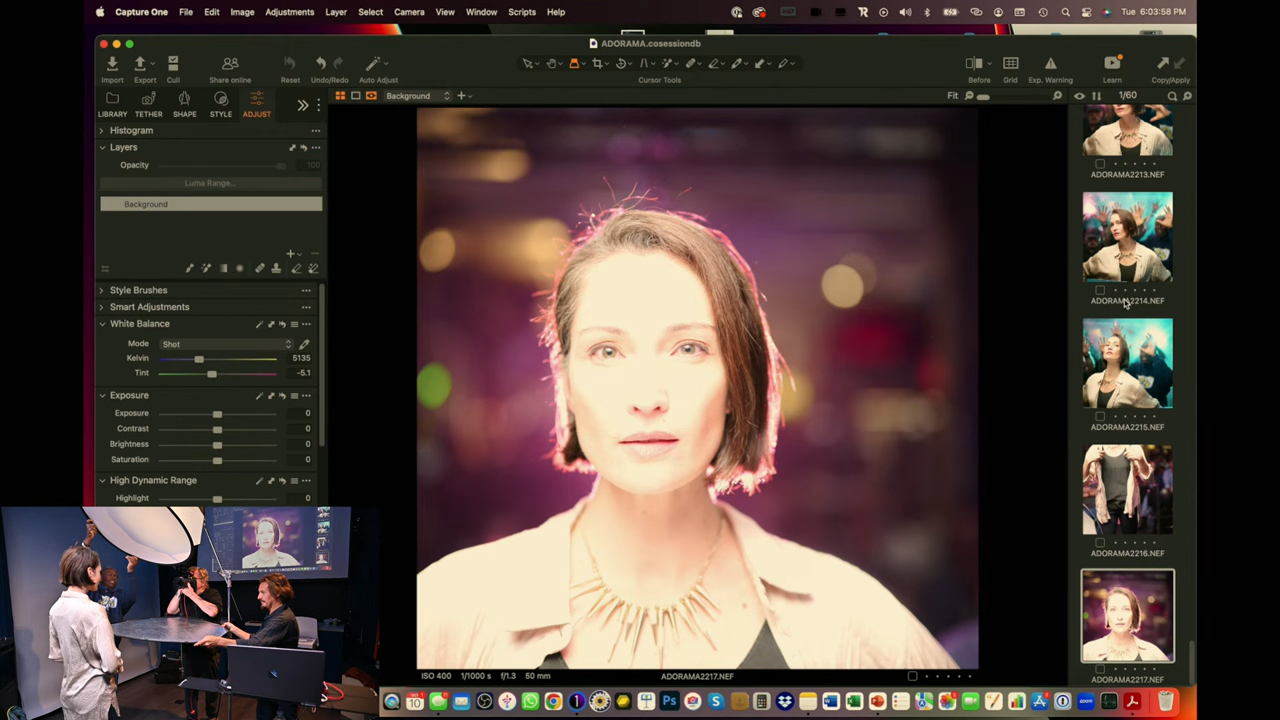 Capture One File Edit Image Adjustments Layer Select Camera View Window Scripts Help Tue 6:03:58 PM
ADORAMA.cosessiondb
Import Export Cull Share online Reset Undo/Redo Auto Adjust Cursor Tools Before Grid Exp. Warning Learn Copy/Apply
LIBRARY TETHER SHAPE STYLE ADJUST
Background
Fit
1/60
Histogram
Layers
Opacity 100
Luma Range...
Background
Style Brushes
Smart Adjustments
White Balance
Mode Shot
Kelvin 5135
Tint -5.1
Exposure
Exposure 0
Contrast 0
Brightness 0
Saturation 0
High Dynamic Range
Highlight 0
ISO 400 1/1000 s f/1.3 50 mm
ADORAMA2217.NEF
ADORAMA2213.NEF
ADORAMA2214.NEF
ADORAMA2215.NEF
ADORAMA2216.NEF
ADORAMA2217.NEF